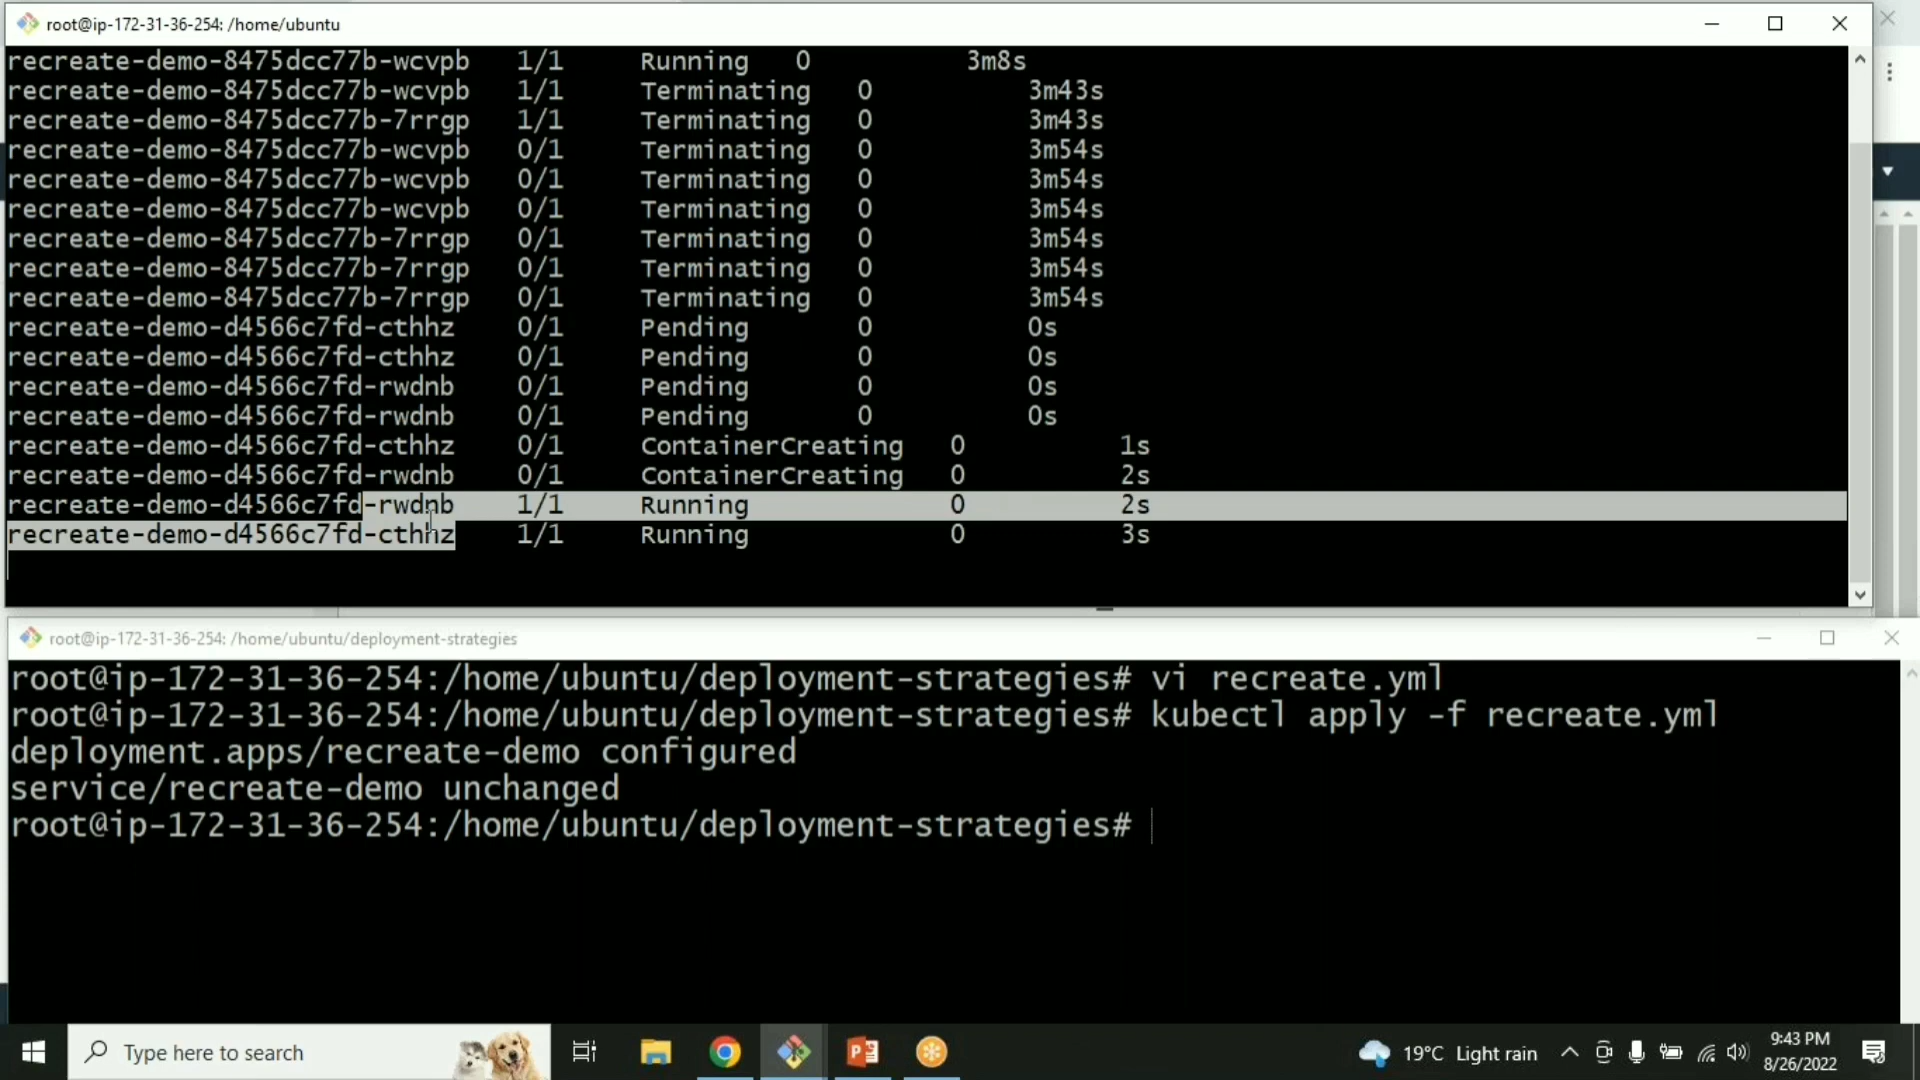 root@ip-172-31-36-254: /home/ubuntu
recreate-demo-8475dcc77b-wcvpb 1/1 Running 0 3m8s
recreate-demo-8475dcc77b-wcvpb 1/1 Terminating 0 3m43s
recreate-demo-8475dcc77b-7rrgp 1/1 Terminating 0 3m43s
recreate-demo-8475dcc77b-wcvpb 0/1 Terminating 0 3m54s
recreate-demo-8475dcc77b-wcvpb 0/1 Terminating 0 3m54s
recreate-demo-8475dcc77b-wcvpb 0/1 Terminating 0 3m54s
recreate-demo-8475dcc77b-7rrgp 0/1 Terminating 0 3m54s
recreate-demo-8475dcc77b-7rrgp 0/1 Terminating 0 3m54s
recreate-demo-8475dcc77b-7rrgp 0/1 Terminating 0 3m54s
recreate-demo-d4566c7fd-cthhz 0/1 Pending 0 0s
recreate-demo-d4566c7fd-cthhz 0/1 Pending 0 0s
recreate-demo-d4566c7fd-rwdnb 0/1 Pending 0 0s
recreate-demo-d4566c7fd-rwdnb 0/1 Pending 0 0s
recreate-demo-d4566c7fd-cthhz 0/1 ContainerCreating 0 1s
recreate-demo-d4566c7fd-rwdnb 0/1 ContainerCreating 0 2s
recreate-demo-d4566c7fd-rwdnb 1/1 Running 0 2s
recreate-demo-d4566c7fd-cthhz 1/1 Running 0 3s
root@ip-172-31-36-254: /home/ubuntu/deployment-strategies
root@ip-172-31-36-254:/home/ubuntu/deployment-strategies# vi recreate.yml
root@ip-172-31-36-254:/home/ubuntu/deployment-strategies# kubectl apply -f recreate.yml
deployment.apps/recreate-demo configured
service/recreate-demo unchanged
root@ip-172-31-36-254:/home/ubuntu/deployment-strategies#
Type here to search
19°C Light rain
9:43 PM
8/26/2022